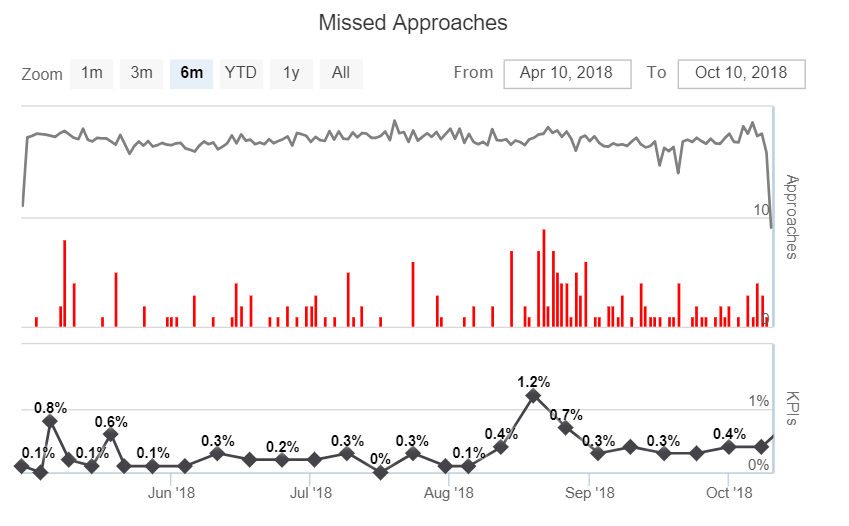 Missed Approaches
Zoom 1m 3m 6m YTD 1y All From Apr 10, 2018 To Oct 10, 2018
Approaches
10
0
KPIs
1%
0%
0.1% 0.8% 0.1% 0.6% 0.1% 0.3% 0.2% 0.3% 0% 0.3% 0.1% 0.4% 1.2% 0.7% 0.3% 0.3% 0.4%
Jun '18 Jul '18 Aug '18 Sep '18 Oct '18